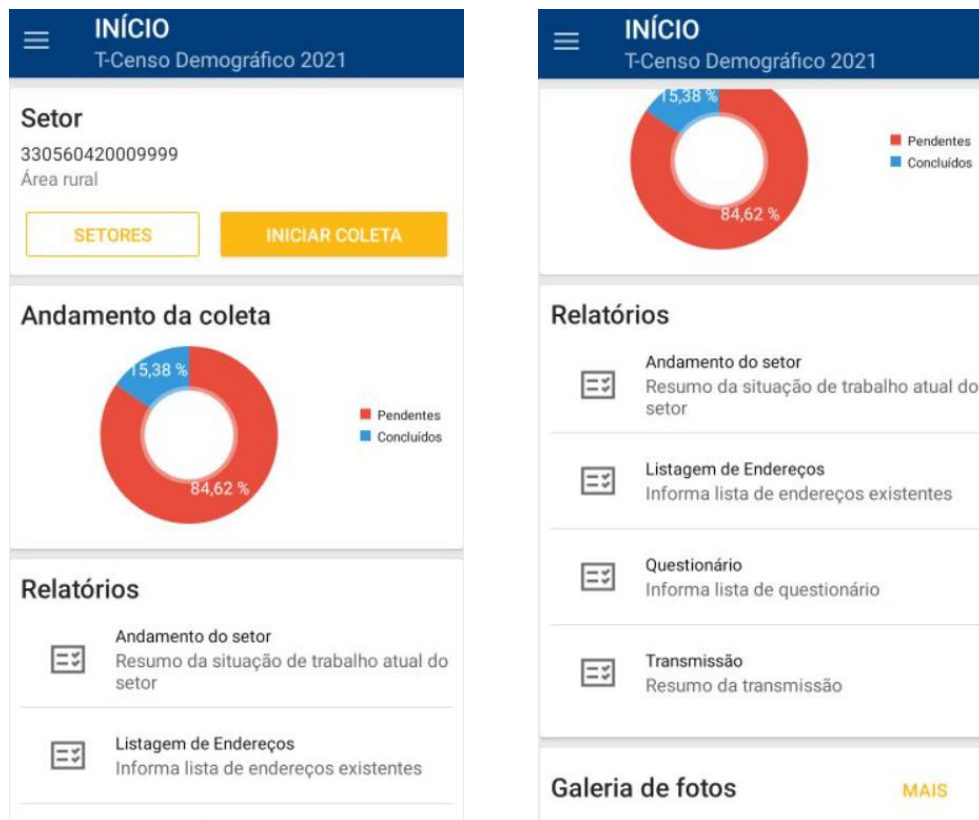 INÍCIO
T-Censo Demográfico 2021
Setor
330560420009999
Área rural
SETORES
INICIAR COLETA
Andamento da coleta
15,38 %
84,62 %
Pendentes
Concluídos
Relatórios
Andamento do setor
Resumo da situação de trabalho atual do
setor
Listagem de Endereços
Informa lista de endereços existentes
INÍCIO
T-Censo Demográfico 2021
15,38 %
84,62 %
Pendentes
Concluídos
Relatórios
Andamento do setor
Resumo da situação de trabalho atual do
setor
Listagem de Endereços
Informa lista de endereços existentes
Questionário
Informa lista de questionário
Transmissão
Resumo da transmissão
Galeria de fotos
MAIS